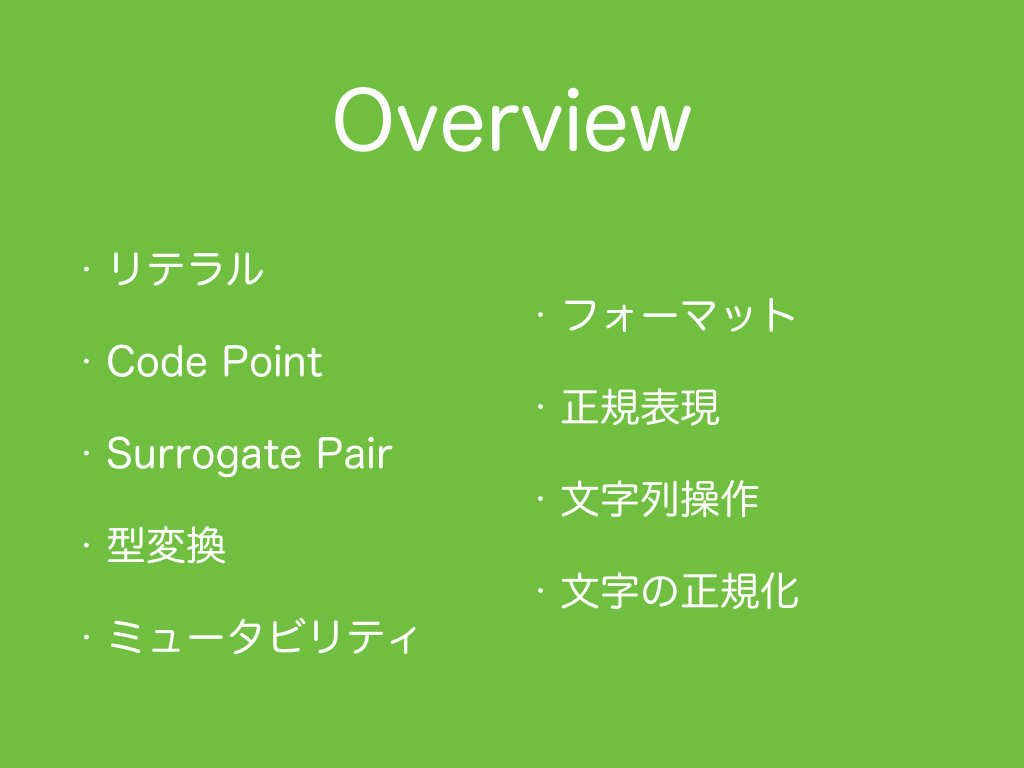 Overview
・リテラル
・Code Point
・Surrogate Pair
・型変換
・ミュータビリティ
・フォーマット
・正規表現
・文字列操作
・文字の正規化